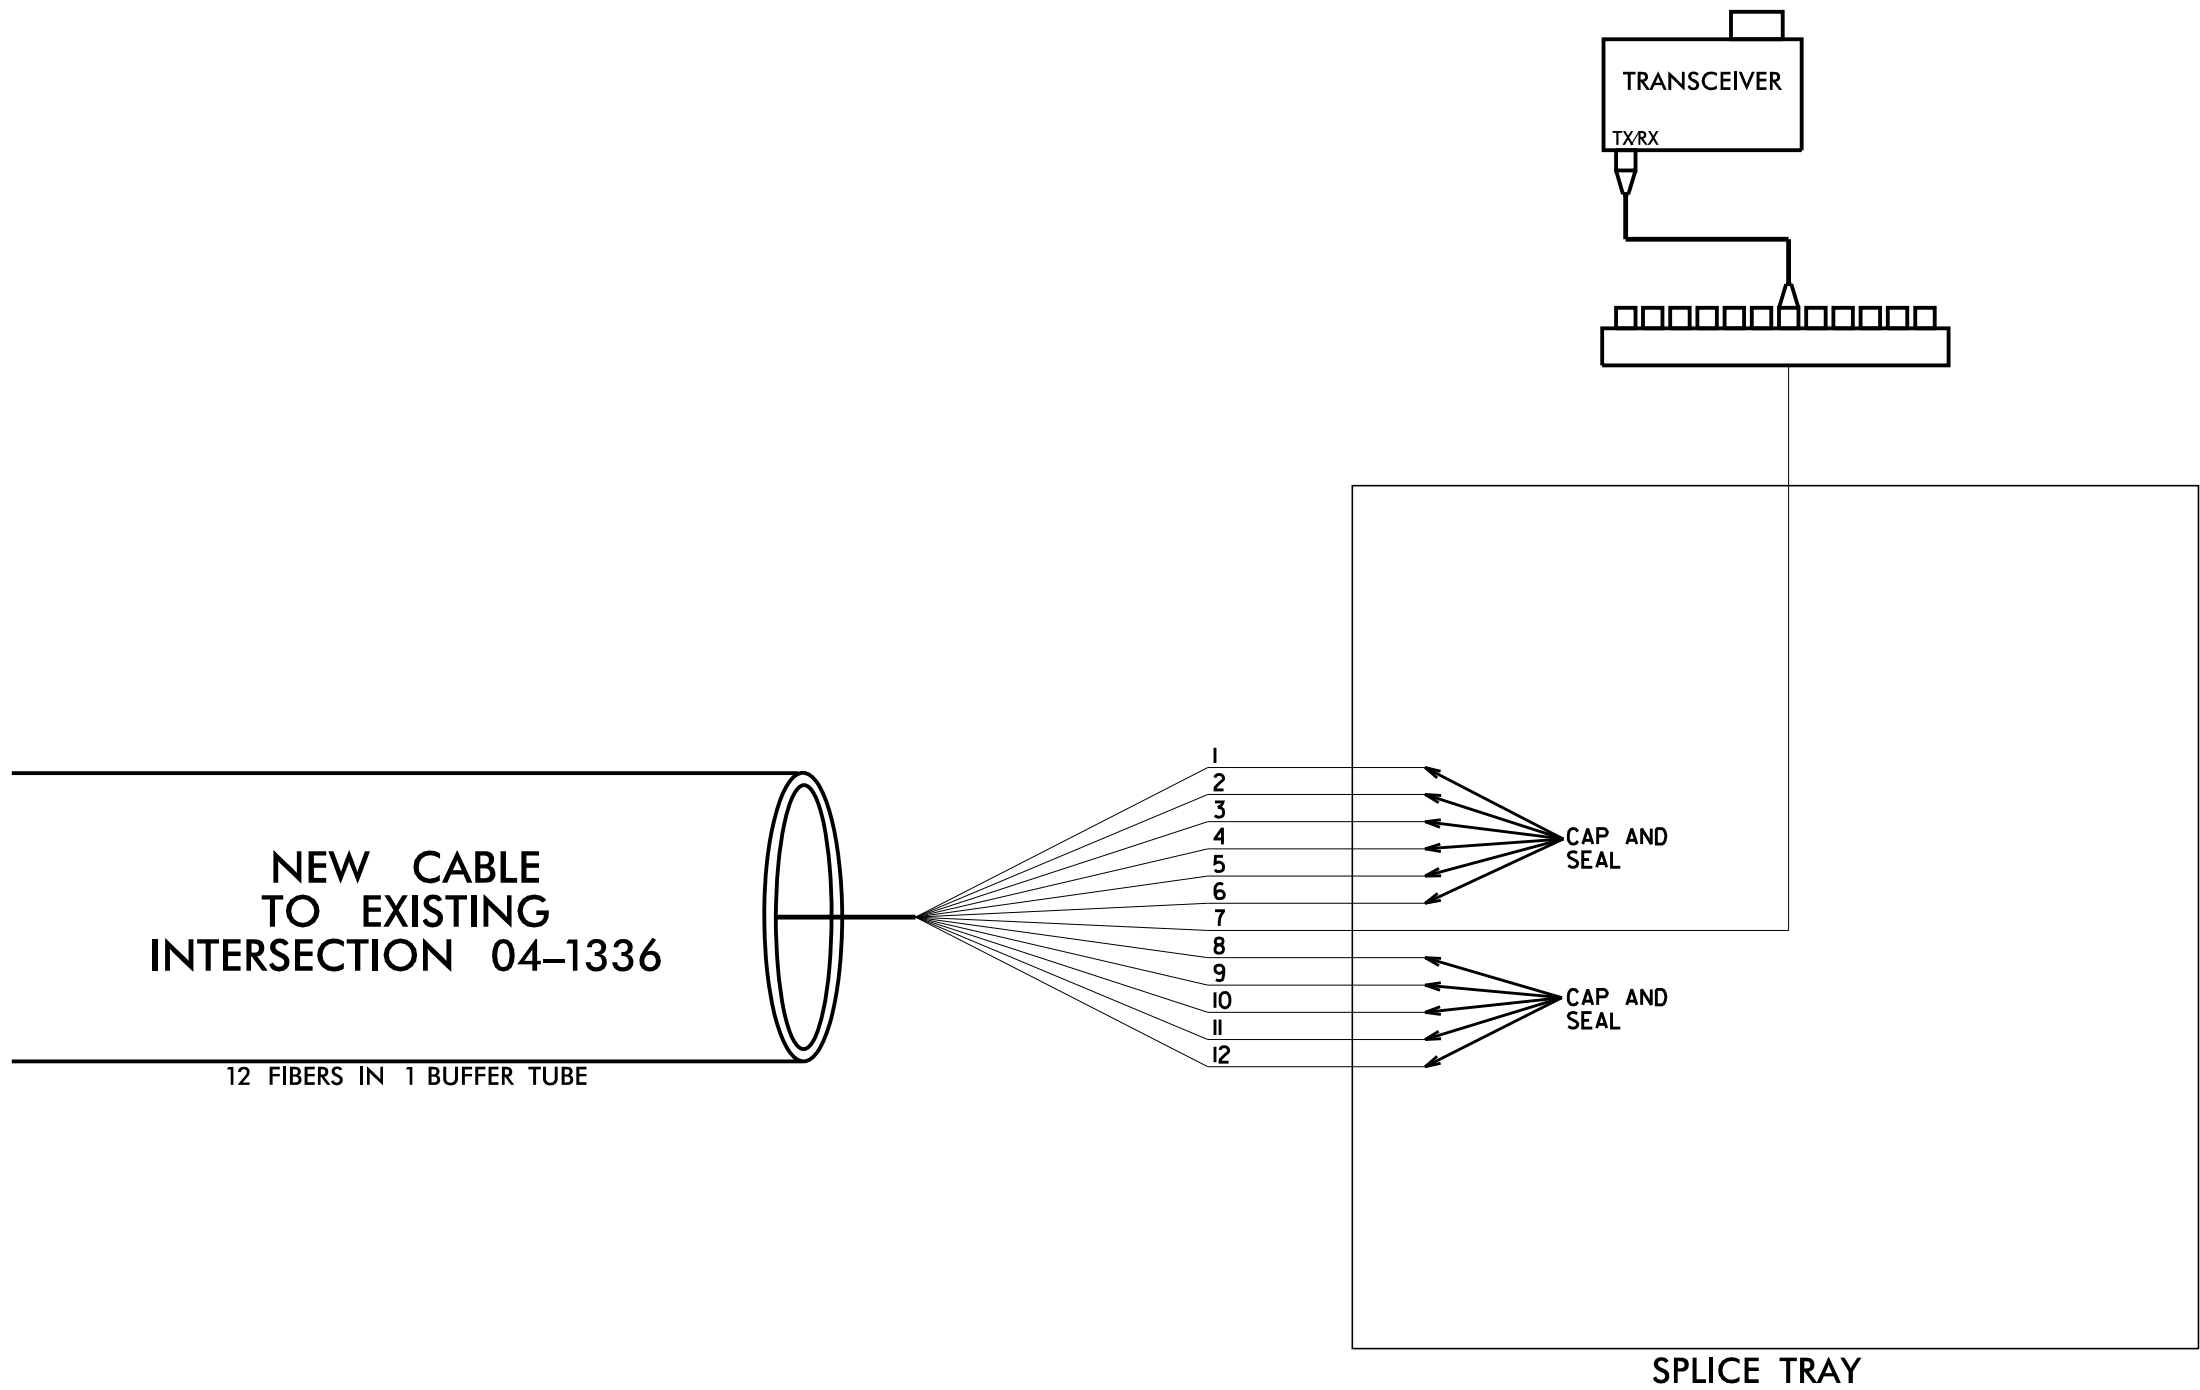 TRANSCEIVER
TX/RX
1
2
3
4
5
6
7
8
9
10
11
12
CAP AND
SEAL
CAP AND
SEAL
NEW CABLE
TO EXISTING
INTERSECTION 04-1336
12 FIBERS IN 1 BUFFER TUBE
SPLICE TRAY